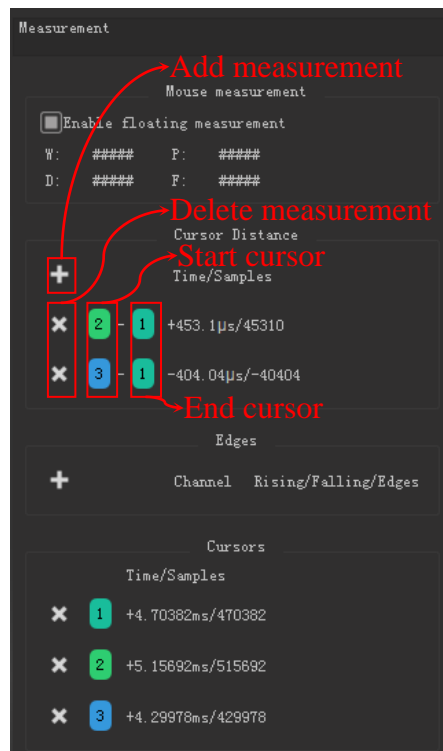 Measurement
Add measurement
Mouse measurement
Enable floating measurement
W: ##### P: #####
D: ##### F: #####
Delete measurement
Cursor Distance
Start cursor
Time/Samples
2 - 1 +453.1μs/45310
3 - 1 -404.04μs/-40404
End cursor
Edges
Channel Rising/Falling/Edges
Cursors
Time/Samples
1 +4.70382ms/470382
2 +5.15692ms/515692
3 +4.29978ms/429978